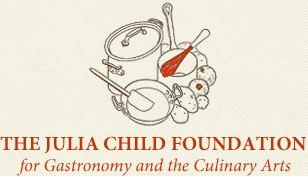 THE JULIA CHILD FOUNDATION
for Gastronomy and the Culinary Arts